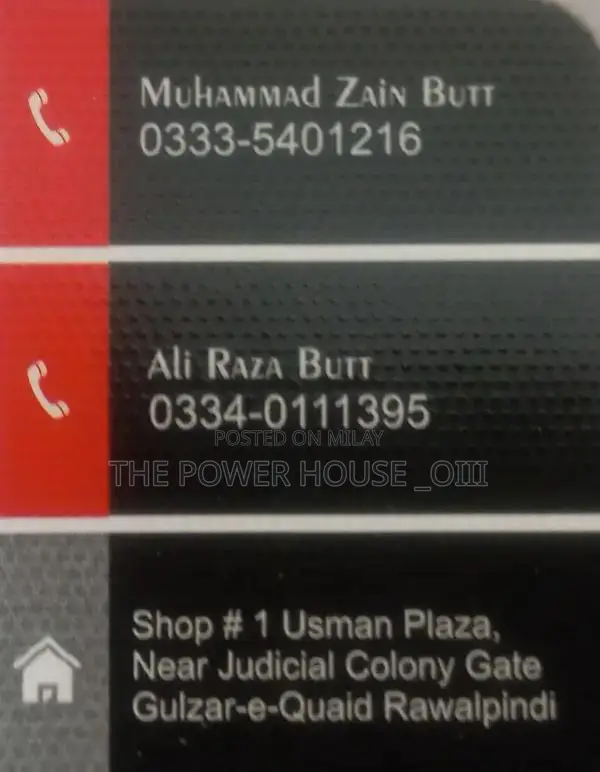 Muhammad Zain Butt
0333-5401216
Ali Raza Butt
0334-0111395
POSTED ON MILAY
THE POWER HOUSE _OIII
Shop # 1 Usman Plaza,
Near Judicial Colony Gate
Gulzar-e-Quaid Rawalpindi